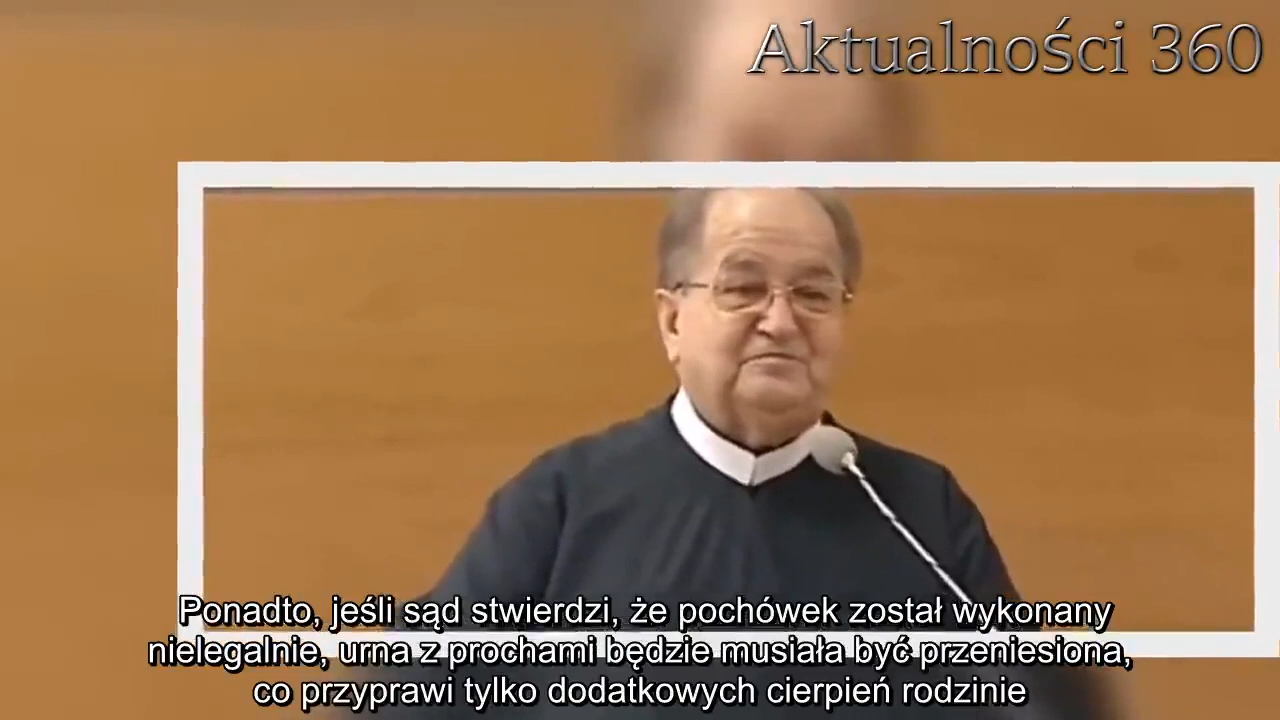 Aktualności 360
Ponadto, jeśli sąd stwierdzi, że pochówek został wykonany
nielegalnie, urna z prochami będzie musiała być przeniesiona,
co przyprawi tylko dodatkowych cierpień rodzinie